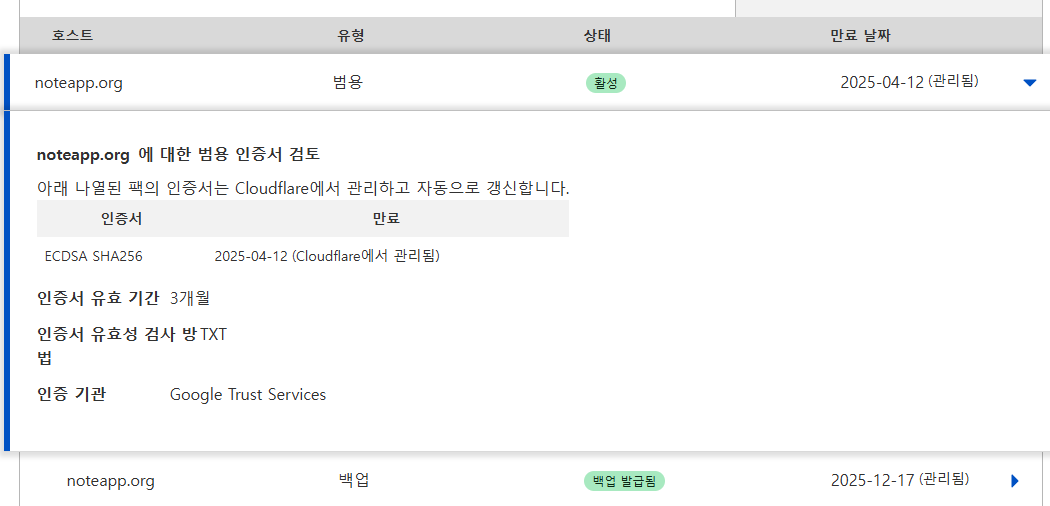 호스트 유형 상태 만료 날짜
noteapp.org 범용 활성 2025-04-12 (관리됨)
noteapp.org 에 대한 범용 인증서 검토
아래 나열된 팩의 인증서는 Cloudflare에서 관리하고 자동으로 갱신합니다.
인증서 만료
ECDSA SHA256 2025-04-12 (Cloudflare에서 관리됨)
인증서 유효 기간 3개월
인증서 유효성 검사 방 TXT
법
인증 기관 Google Trust Services
noteapp.org 백업 백업 발급됨 2025-12-17 (관리됨)